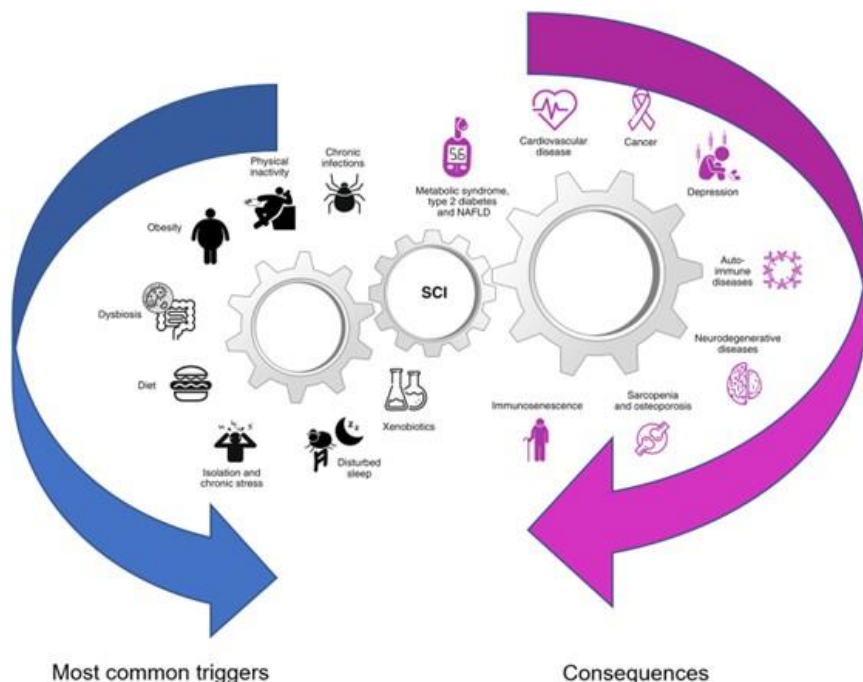 Physical
inactivity
Chronic
infections
Obesity
Dysbiosis
Diet
Isolation and
chronic stress
z z
Disturbed
sleep
Xenobiotics
SCI
5.6
Metabolic syndrome,
type 2 diabetes
and NAFLD
Cardiovascular
disease
Cancer
Depression
Auto-
immune
diseases
Neurodegenerative
diseases
Sarcopenia
and osteoporosis
Immunosenescence
Most common triggers
Consequences